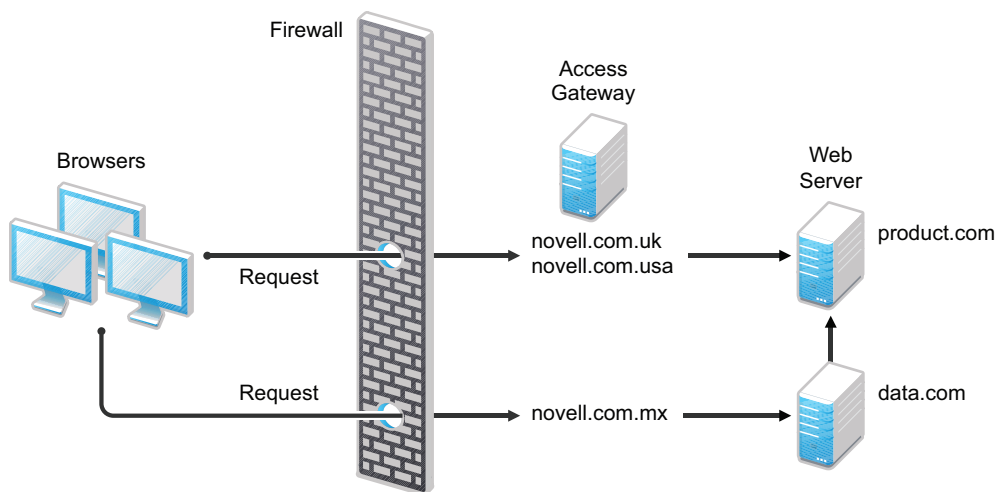 Firewall
Access
Gateway
Browsers
Web
Server
novell.com.uk
novell.com.usa
product.com
Request
Request
novell.com.mx
data.com